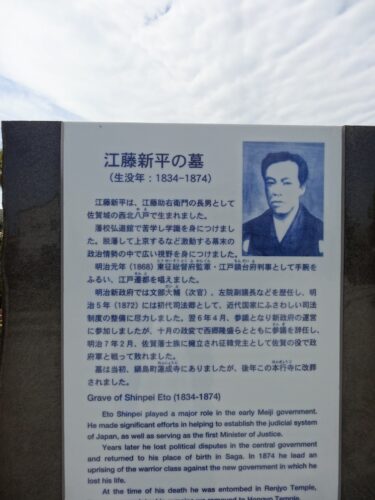 江藤新平の墓
(生没年：1834-1874)
江藤新平は、江藤助右衛門の長男として
佐賀城の西北八戸で生まれました。
藩校弘道館で苦学し学識を身につけまし
た。脱藩して上京するなど激動する幕末の
政治情勢の中で広い視野を身につけました。
明治元年(1868)東征総督府監軍・江戸鎮台府判事として手腕を
ふるい、江戸遷都を唱えました。
明治新政府では文部大輔(次官)、左院副議長などを歴任し、明
治5年(1872)には初代司法卿として、近代国家にふさわしい司法
制度の整備に尽力しました。翌6年4月、参議となり新政府の運営
に参加しましたが、十月の政変で西郷隆盛らとともに参議を辞任し、
明治7年2月、佐賀藩士族に擁立され征韓党主として佐賀の役で政
府軍と戦って敗れました。
墓は当初、鍋島町蓮成寺にありましたが、後年この本行寺に改葬
されました。
Grave of Shinpei Eto (1834-1874)
Eto Shinpei played a major role in the early Meiji government.
He made significant efforts in helping to establish the judicial system
of Japan, as well as serving as the first Minister of Justice.
Years later he lost political disputes in the central government
and returned to his place of birth in Saga. In 1874 he lead an
uprising of the warrior class against the new government in which he
lost his life.
At the time of his death he was entombed in Renjyo Temple,